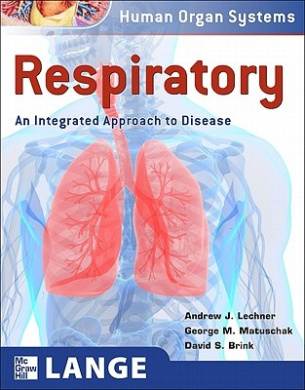 Human Organ Systems
Respiratory
An Integrated Approach to Disease
Andrew J. Lechner
George M. Matuschak
David S. Brink
Mc
Graw
Hill
LANGE